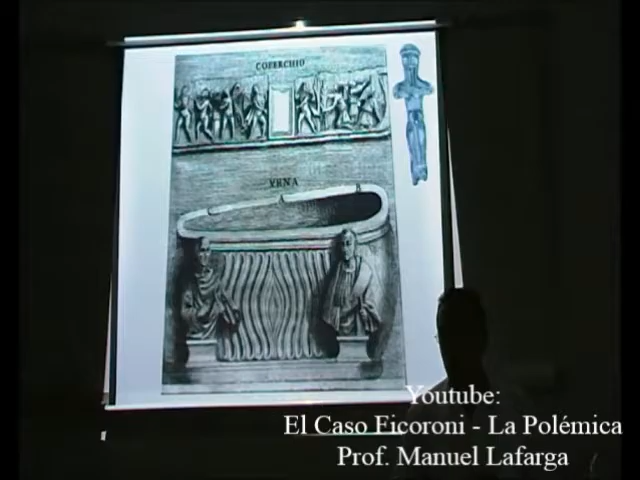 COPERCHIO
VRNA
A
Youtube:
El Caso Ficoroni - La Polémica
Prof. Manuel Lafarga